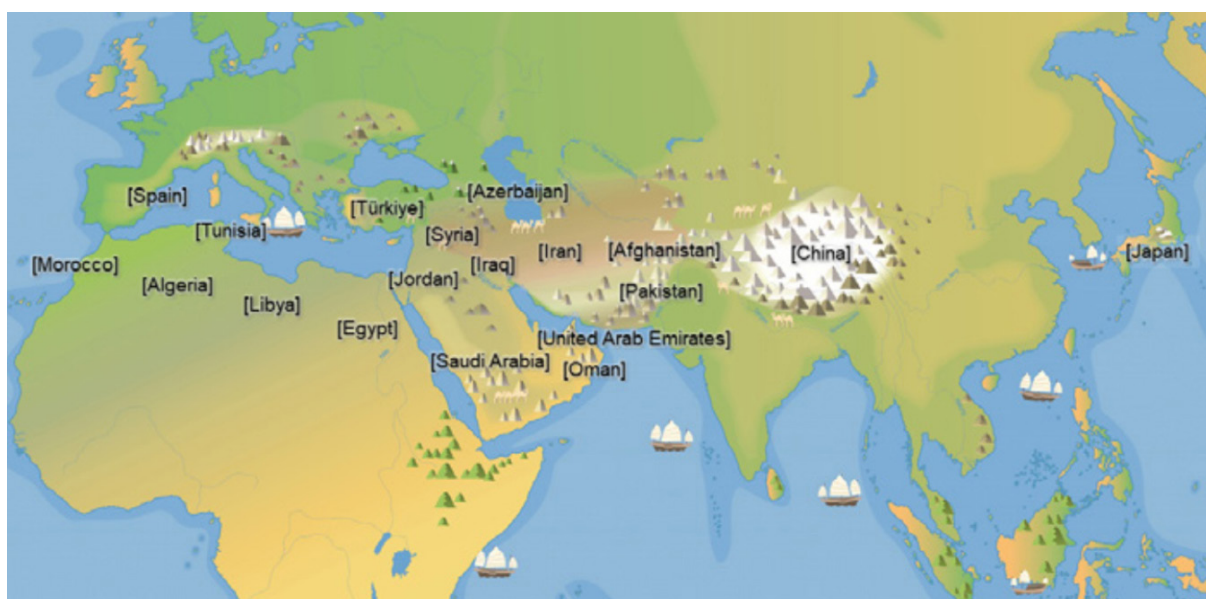 [Spain]
[Azerbaijan]
[Türkiye]
[Tunisia]
[Syria]
[Morocco]
[Iran]
[Afghanistan]
[China]
[Japan]
[Iraq]
[Jordan]
[Algeria]
[Pakistan]
[Libya]
[Egypt]
[United Arab Emirates]
[Saudi Arabia]
[Oman]